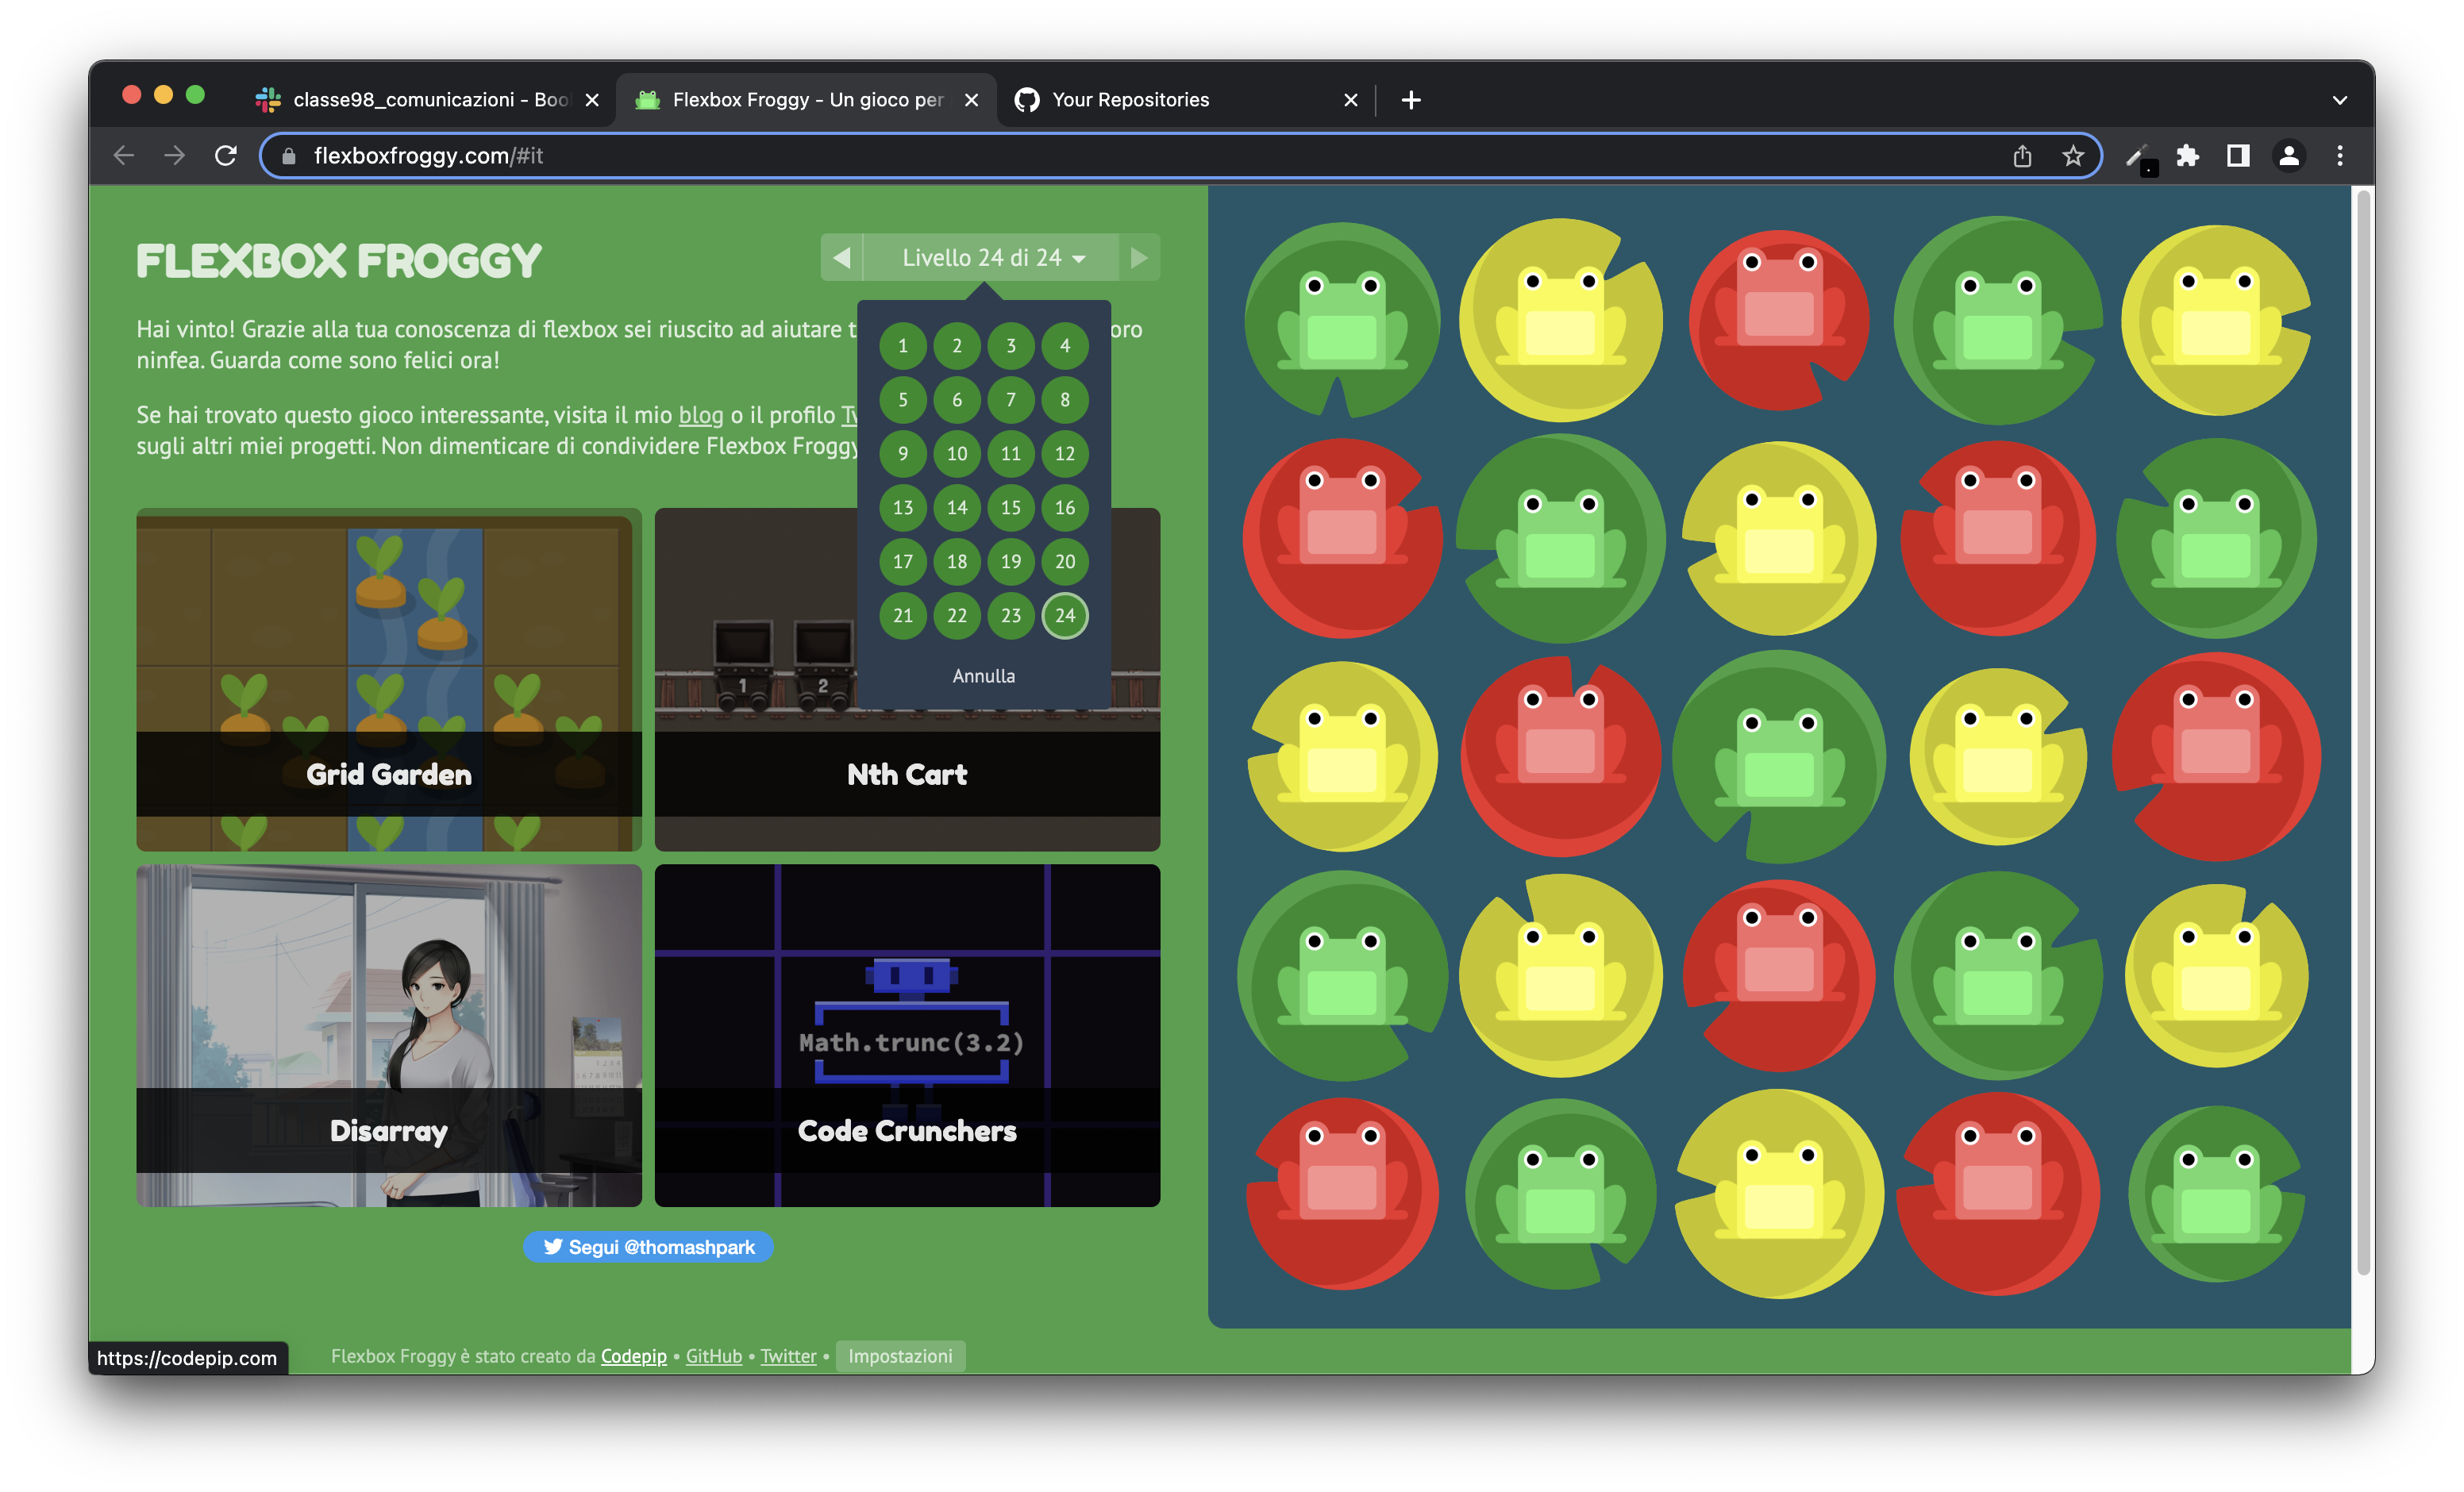 classe98_comunicazioni - Boo
Flexbox Froggy - Un gioco per
Your Repositories
flexboxfroggy.com/#it
FLEXBOX FROGGY
Livello 24 di 24
Hai vinto! Grazie alla tua conoscenza di flexbox sei riuscito ad aiutare t oro
ninfea. Guarda come sono felici ora!
Se hai trovato questo gioco interessante, visita il mio blog o il profilo Tw
sugli altri miei progetti. Non dimenticare di condividere Flexbox Froggy
1 2 3 4
5 6 7 8
9 10 11 12
13 14 15 16
17 18 19 20
21 22 23 24
Annulla
1 2
Grid Garden
Nth Cart
Math.trunc(3.2)
Disarray
Code Crunchers
Segui @thomashpark
https://codepip.com
Flexbox Froggy è stato creato da Codepip • GitHub • Twitter • Impostazioni